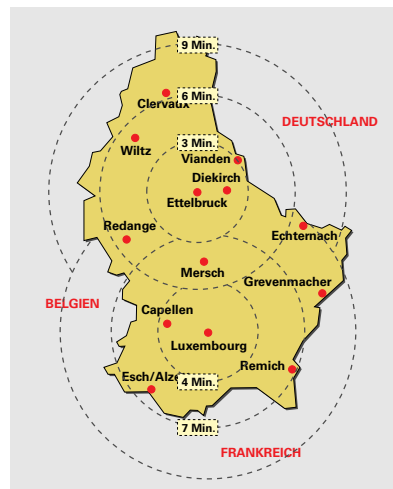 9 Min.
Clervaux
6 Min.
DEUTSCHLAND
3 Min.
Wiltz
Vianden
Diekirch
Ettelbruck
Redange
Echternach
Mersch
Grevenmacher
BELGIEN
Capellen
Luxembourg
Remich
Esch/Alze
4 Min.
7 Min.
FRANKREICH